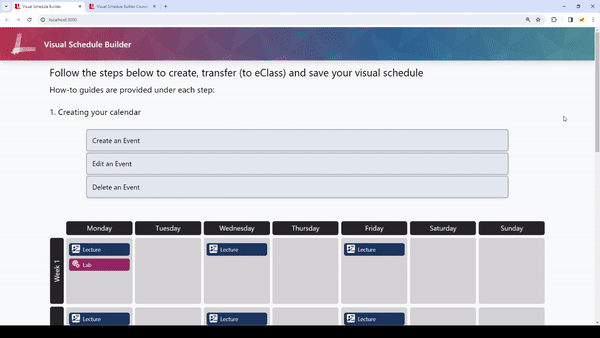 Visual Schedule Builder
Visual Schedule Builder Coun
localhost:3000
Visual Schedule Builder
Follow the steps below to create, transfer (to eClass) and save your visual schedule
How-to guides are provided under each step:
1. Creating your calendar
Create an Event
Edit an Event
Delete an Event
Monday Tuesday Wednesday Thursday Friday Saturday Sunday
Week 1
Lecture Lecture Lecture
Lab
Lecture Lecture Lecture